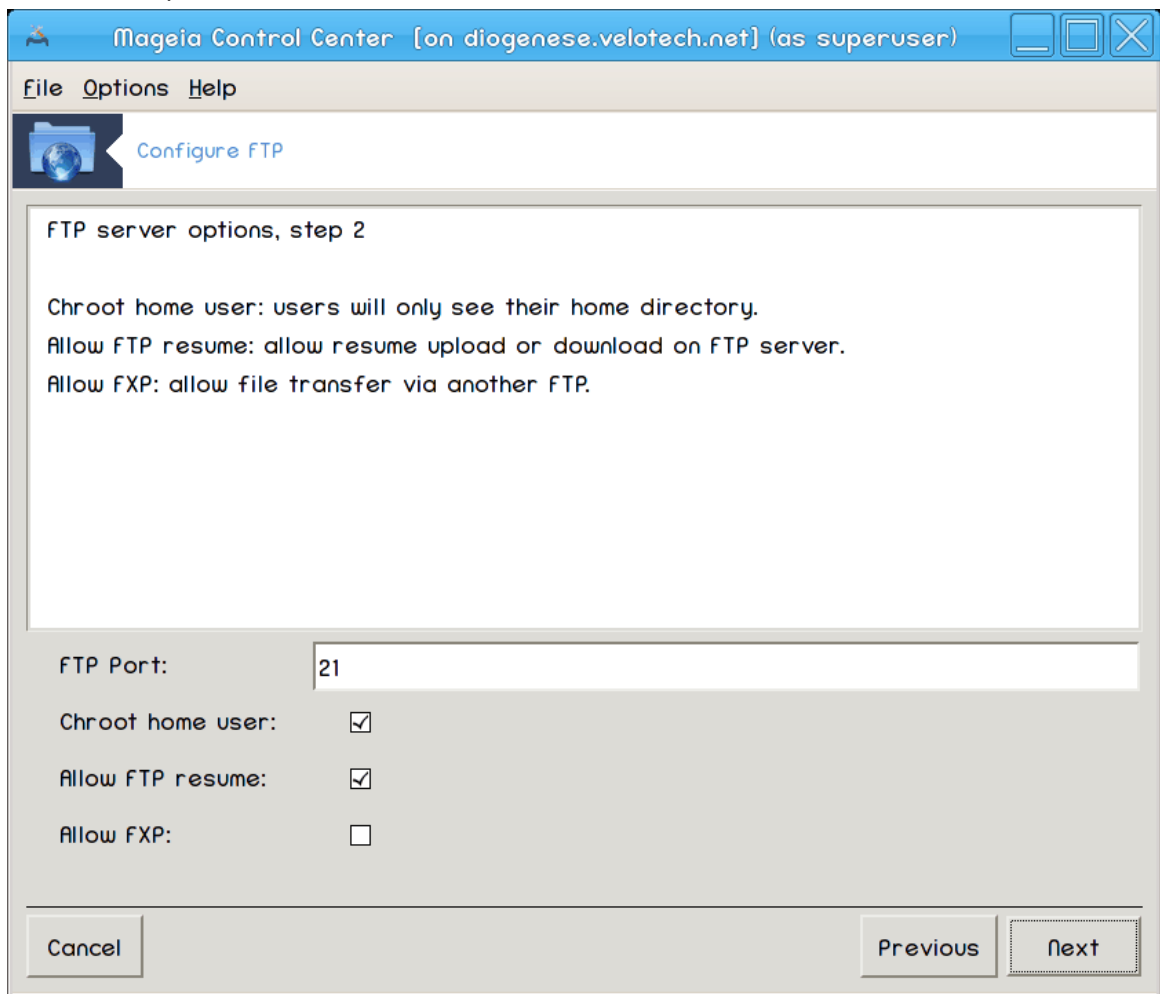 Mageia Control Center [on diogenese.velotech.net] (as superuser)
File Options Help
Configure FTP
FTP server options, step 2
Chroot home user: users will only see their home directory.
Allow FTP resume: allow resume upload or download on FTP server.
Allow FXP: allow file transfer via another FTP.
FTP Port: 21
Chroot home user:
Allow FTP resume:
Allow FXP:
Cancel Previous Next